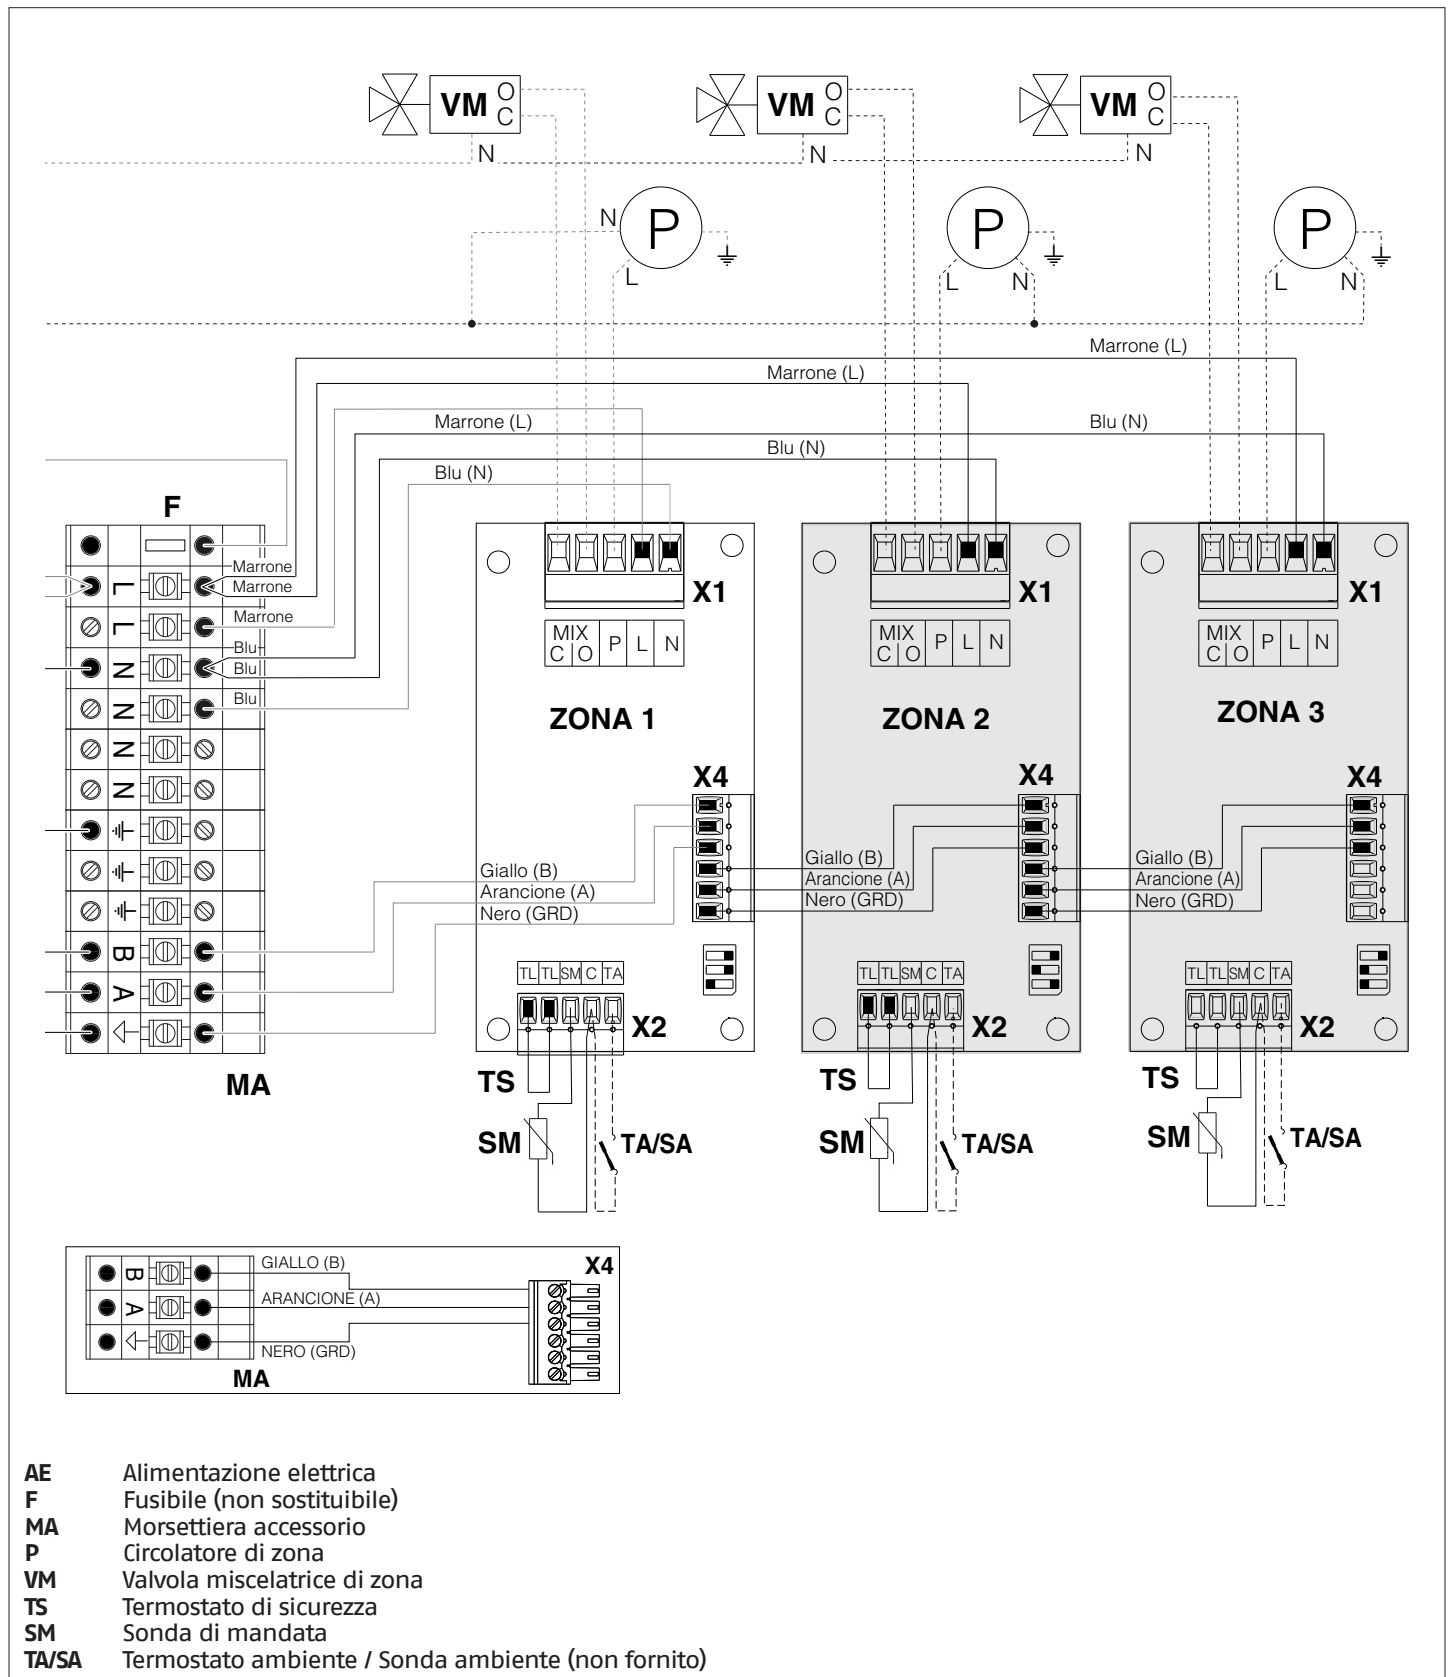 VM O C
VM O C
VM O C
N
N
N
N P
L
P
L N
P
L N
Marrone (L)
Marrone (L)
Marrone (L)
Blu (N)
Blu (N)
Blu (N)
F
Marrone
L
Marrone
L
Marrone
Blu
N
Blu
N
Blu
N
N
B
A
MA
X1
MIX C O P L N
ZONA 1
X4
Giallo (B)
Arancione (A)
Nero (GRD)
TL TL SM C TA
X2
TS
SM
TA/SA
X1
MIX C O P L N
ZONA 2
X4
Giallo (B)
Arancione (A)
Nero (GRD)
TL TL SM C TA
X2
TS
SM
TA/SA
X1
MIX C O P L N
ZONA 3
X4
Giallo (B)
Arancione (A)
Nero (GRD)
TL TL SM C TA
X2
TS
SM
TA/SA
B
GIALLO (B)
X4
A
ARANCIONE (A)
NERO (GRD)
MA
AE Alimentazione elettrica
F Fusibile (non sostituibile)
MA Morsettiera accessorio
P Circolatore di zona
VM Valvola miscelatrice di zona
TS Termostato di sicurezza
SM Sonda di mandata
TA/SA Termostato ambiente / Sonda ambiente (non fornito)